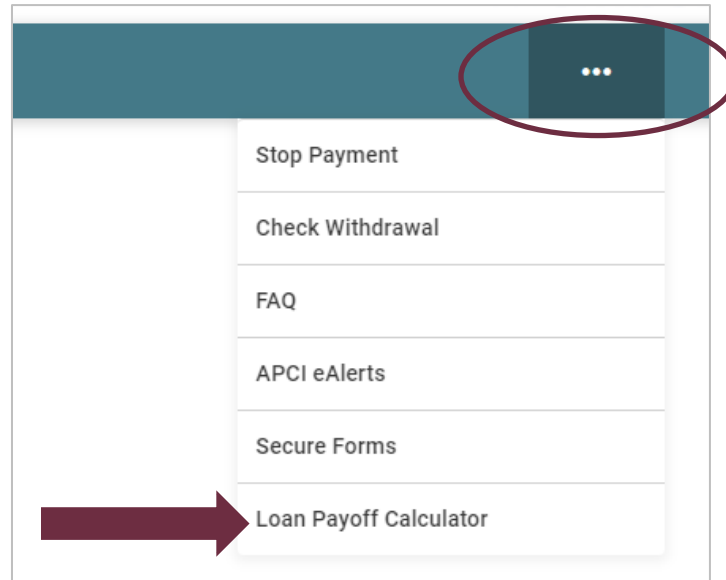 •••
Stop Payment
Check Withdrawal
FAQ
APCI eAlerts
Secure Forms
Loan Payoff Calculator